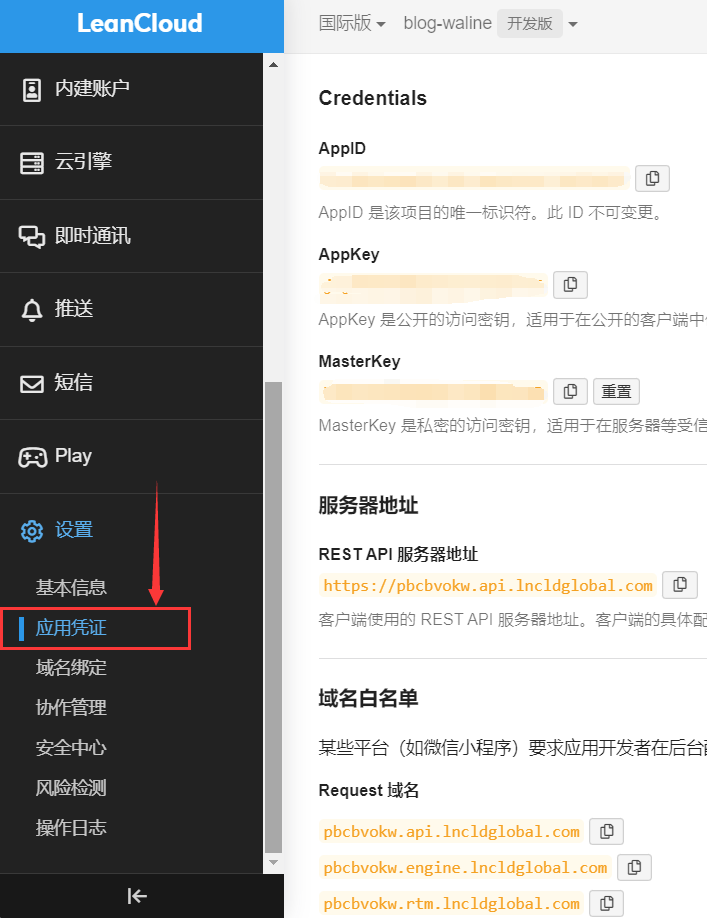 LeanCloud
国际版 blog-waline 开发版
内建账户
云引擎
即时通讯
推送
短信
Play
设置
基本信息
应用凭证
域名绑定
协作管理
安全中心
风险检测
操作日志
Credentials
AppID
AppID 是该项目的唯一标识符。此 ID 不可变更。
AppKey
AppKey 是公开的访问密钥，适用于在公开的客户端中
MasterKey
重置
MasterKey 是私密的访问密钥，适用于在服务器等受信
服务器地址
REST API 服务器地址
https://pbcbvokw.api.lncldglobal.com
客户端使用的 REST API 服务器地址。客户端的具体配
域名白名单
某些平台（如微信小程序）要求应用开发者在后台配
Request 域名
pbcbvokw.api.lncldglobal.com
pbcbvokw.engine.lncldglobal.com
pbcbvokw.rtm.lncldglobal.com